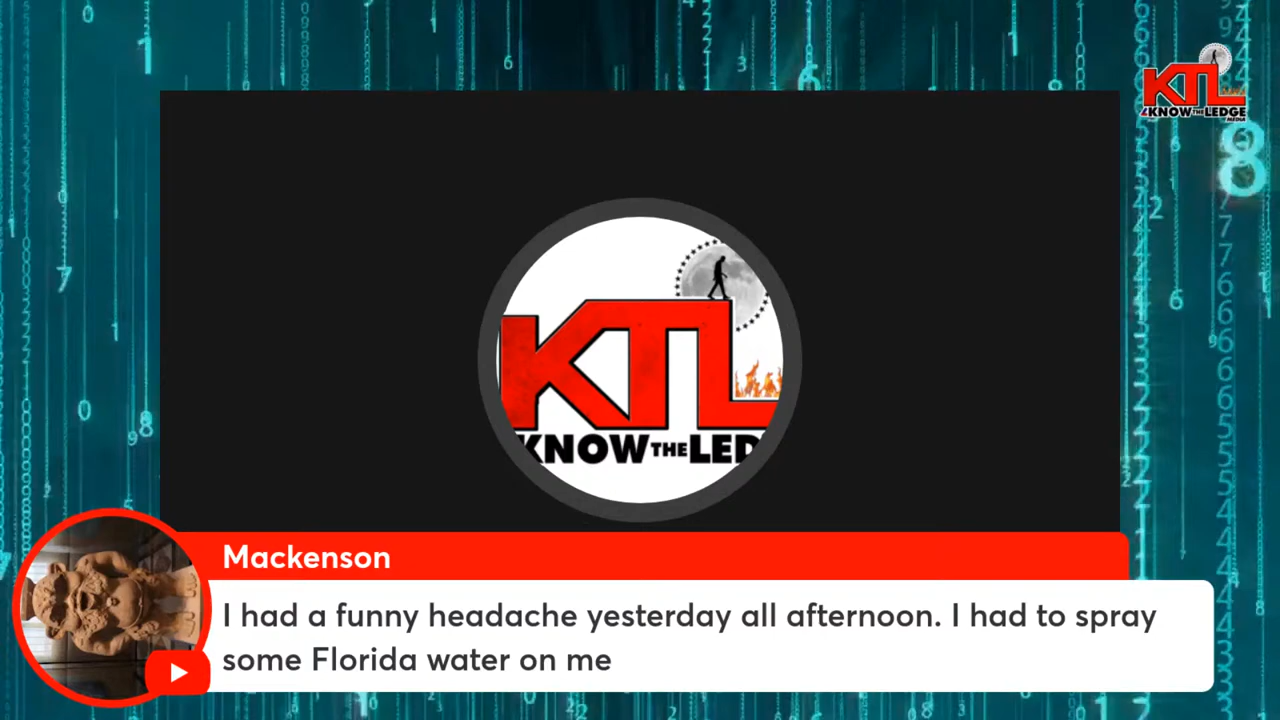 KTL
KNOW THE LEDGE
MEDIA
KTL
KNOW THE LED
Mackenson
I had a funny headache yesterday all afternoon. I had to spray
some Florida water on me